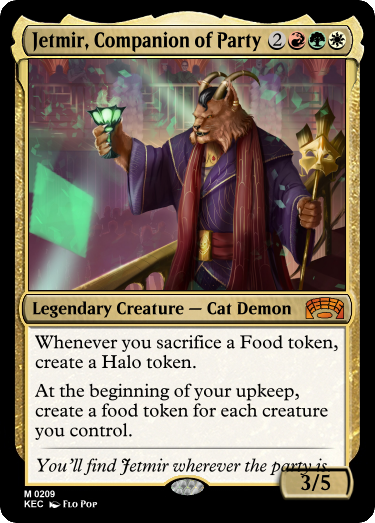 Jetmir, Companion of Party 2
Legendary Creature — Cat Demon
Whenever you sacrifice a Food token,
create a Halo token.
At the beginning of your upkeep,
create a food token for each creature
you control.
You'll find Jetmir wherever the party is.
3/5
M 0209
KEC Flo Pop